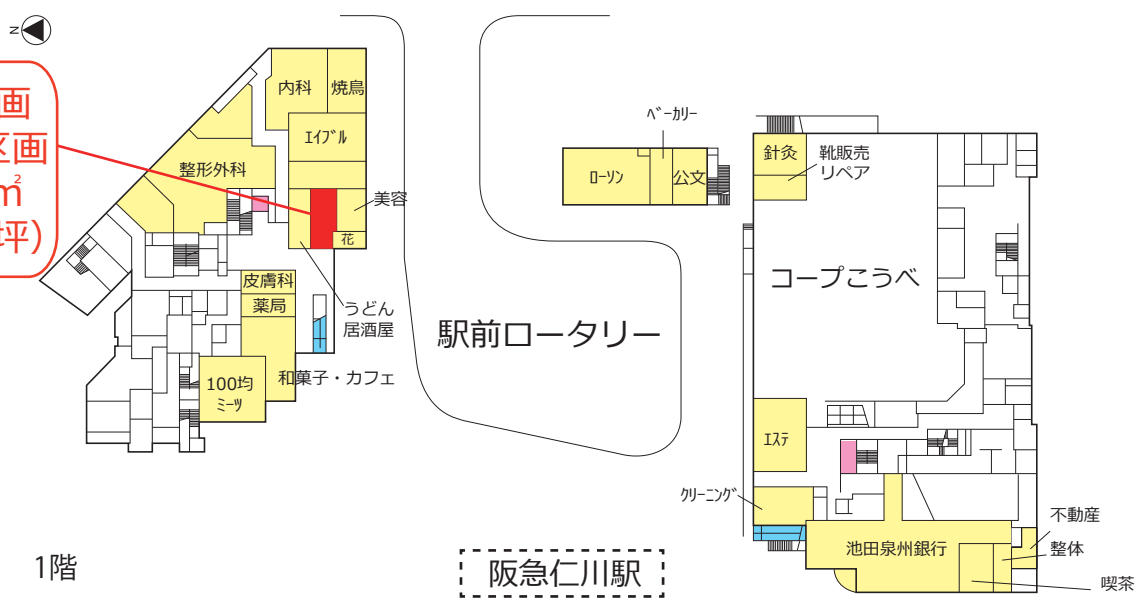 N
画
区画
㎡
坪）
内科
焼鳥
エイブル
整形外科
美容
花
皮膚科
薬局
うどん
居酒屋
和菓子・カフェ
100均
ミーツ
駅前ロータリー
ベーカリー
ローソン
公文
針灸
靴販売
リペア
コープこうべ
エステ
クリーニング
池田泉州銀行
不動産
整体
喫茶
1階
阪急仁川駅